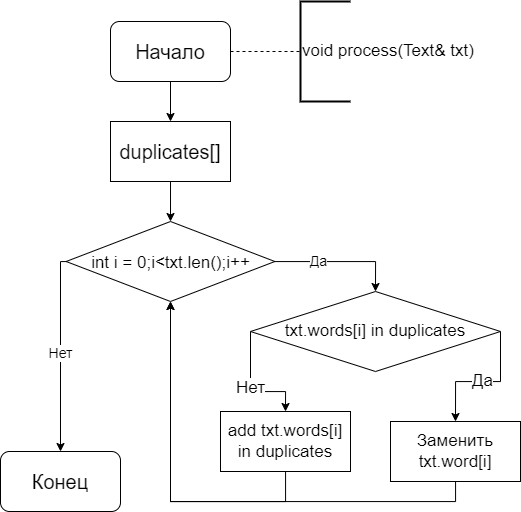 Начало
void process(Text& txt)
duplicates[]
int i = 0;i<txt.len();i++
Да
txt.words[i] in duplicates
Нет
Нет
Да
add txt.words[i]
in duplicates
Заменить
txt.word[i]
Конец